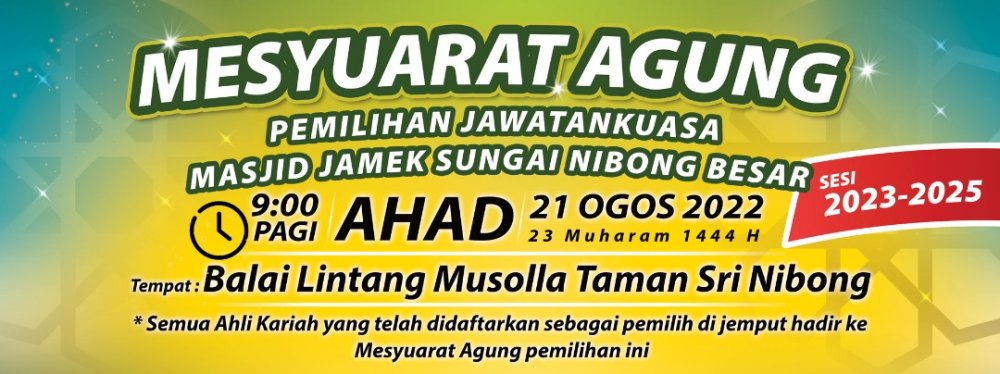 MESYUARAT AGUNG
PEMILIHAN JAWATANKUASA
MASJID JAMEK SUNGAI NIBONG BESAR
SESI
2023-2025
9:00
PAGI
AHAD
21 OGOS 2022
23 Muharam 1444 H
Tempat : Balai Lintang Musolla Taman Sri Nibong
* Semua Ahli Kariah yang telah didaftarkan sebagai pemilih di jemput hadir ke
Mesyuarat Agung pemilihan ini